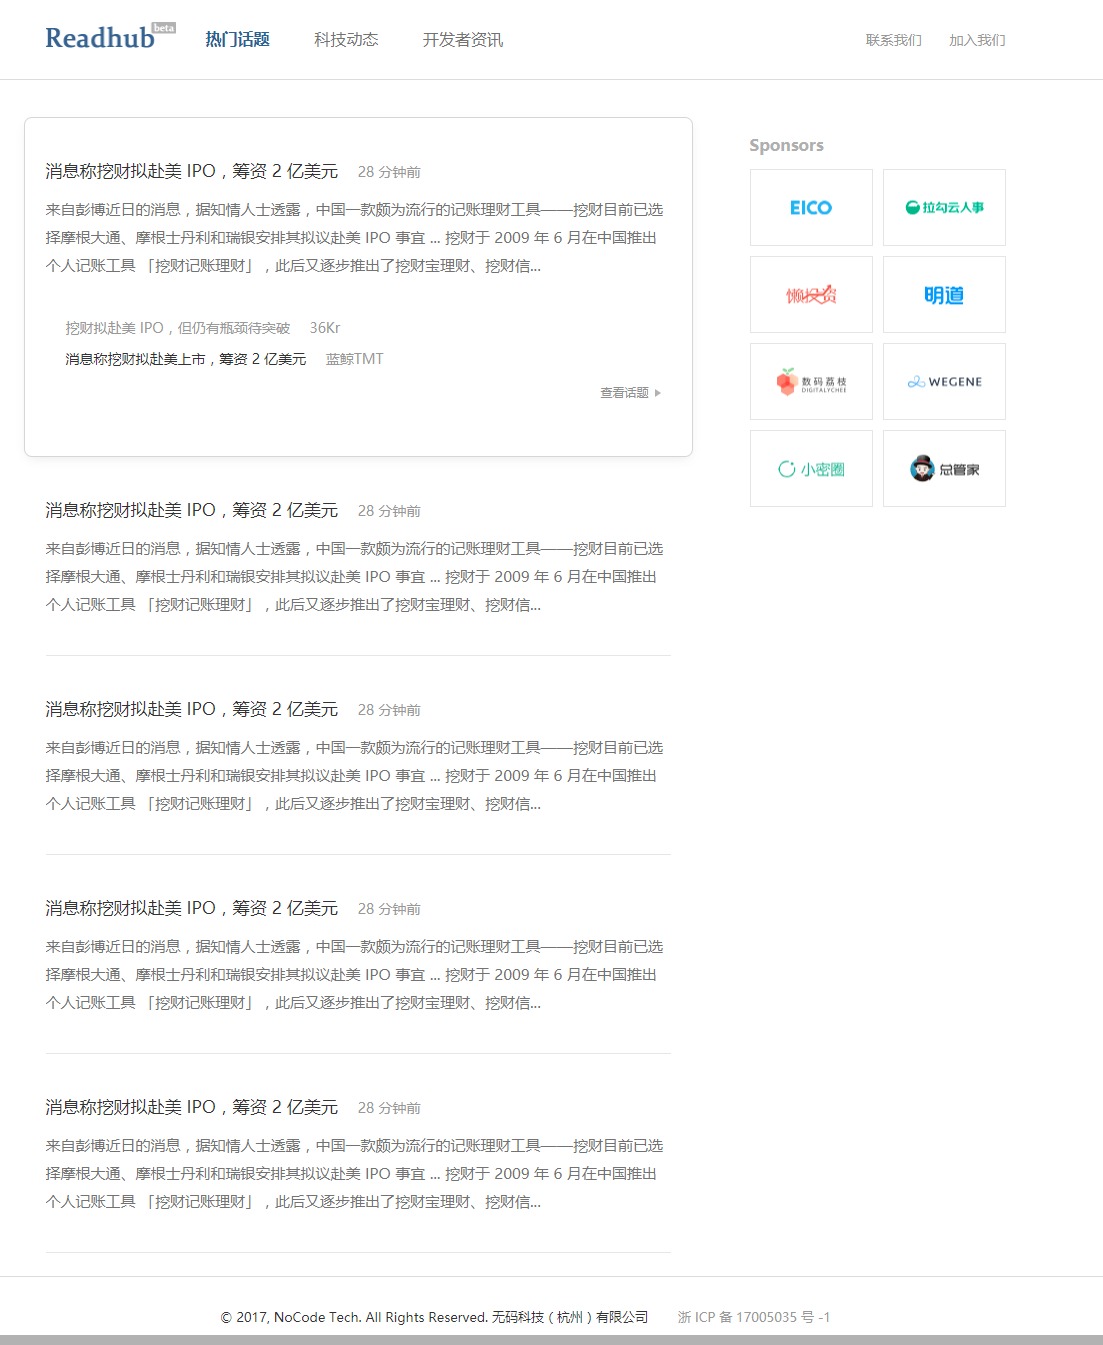 Readhub beta 热门话题 科技动态 开发者资讯 联系我们 加入我们
消息称挖财拟赴美 IPO，筹资 2 亿美元 28 分钟前
来自彭博近日的消息，据知情人士透露，中国一款颇为流行的记账理财工具——挖财目前已选
择摩根大通、摩根士丹利和瑞银安排其拟议赴美 IPO 事宜 ... 挖财于 2009 年 6 月在中国推出
个人记账工具 「挖财记账理财」，此后又逐步推出了挖财宝理财、挖财信...
挖财拟赴美 IPO，但仍有瓶颈待突破 36Kr
消息称挖财拟赴美上市，筹资 2 亿美元 蓝鲸TMT
查看话题
消息称挖财拟赴美 IPO，筹资 2 亿美元 28 分钟前
来自彭博近日的消息，据知情人士透露，中国一款颇为流行的记账理财工具——挖财目前已选
择摩根大通、摩根士丹利和瑞银安排其拟议赴美 IPO 事宜 ... 挖财于 2009 年 6 月在中国推出
个人记账工具 「挖财记账理财」，此后又逐步推出了挖财宝理财、挖财信...
消息称挖财拟赴美 IPO，筹资 2 亿美元 28 分钟前
来自彭博近日的消息，据知情人士透露，中国一款颇为流行的记账理财工具——挖财目前已选
择摩根大通、摩根士丹利和瑞银安排其拟议赴美 IPO 事宜 ... 挖财于 2009 年 6 月在中国推出
个人记账工具 「挖财记账理财」，此后又逐步推出了挖财宝理财、挖财信...
消息称挖财拟赴美 IPO，筹资 2 亿美元 28 分钟前
来自彭博近日的消息，据知情人士透露，中国一款颇为流行的记账理财工具——挖财目前已选
择摩根大通、摩根士丹利和瑞银安排其拟议赴美 IPO 事宜 ... 挖财于 2009 年 6 月在中国推出
个人记账工具 「挖财记账理财」，此后又逐步推出了挖财宝理财、挖财信...
消息称挖财拟赴美 IPO，筹资 2 亿美元 28 分钟前
来自彭博近日的消息，据知情人士透露，中国一款颇为流行的记账理财工具——挖财目前已选
择摩根大通、摩根士丹利和瑞银安排其拟议赴美 IPO 事宜 ... 挖财于 2009 年 6 月在中国推出
个人记账工具 「挖财记账理财」，此后又逐步推出了挖财宝理财、挖财信...
Sponsors
EICO 拉勾云人事
懒投资 明道
数码荔枝 WEGENE
DIGITALYCHEE
小密圈 总管家
© 2017, NoCode Tech. All Rights Reserved. 无码科技（杭州）有限公司 浙 ICP 备 17005035 号 -1